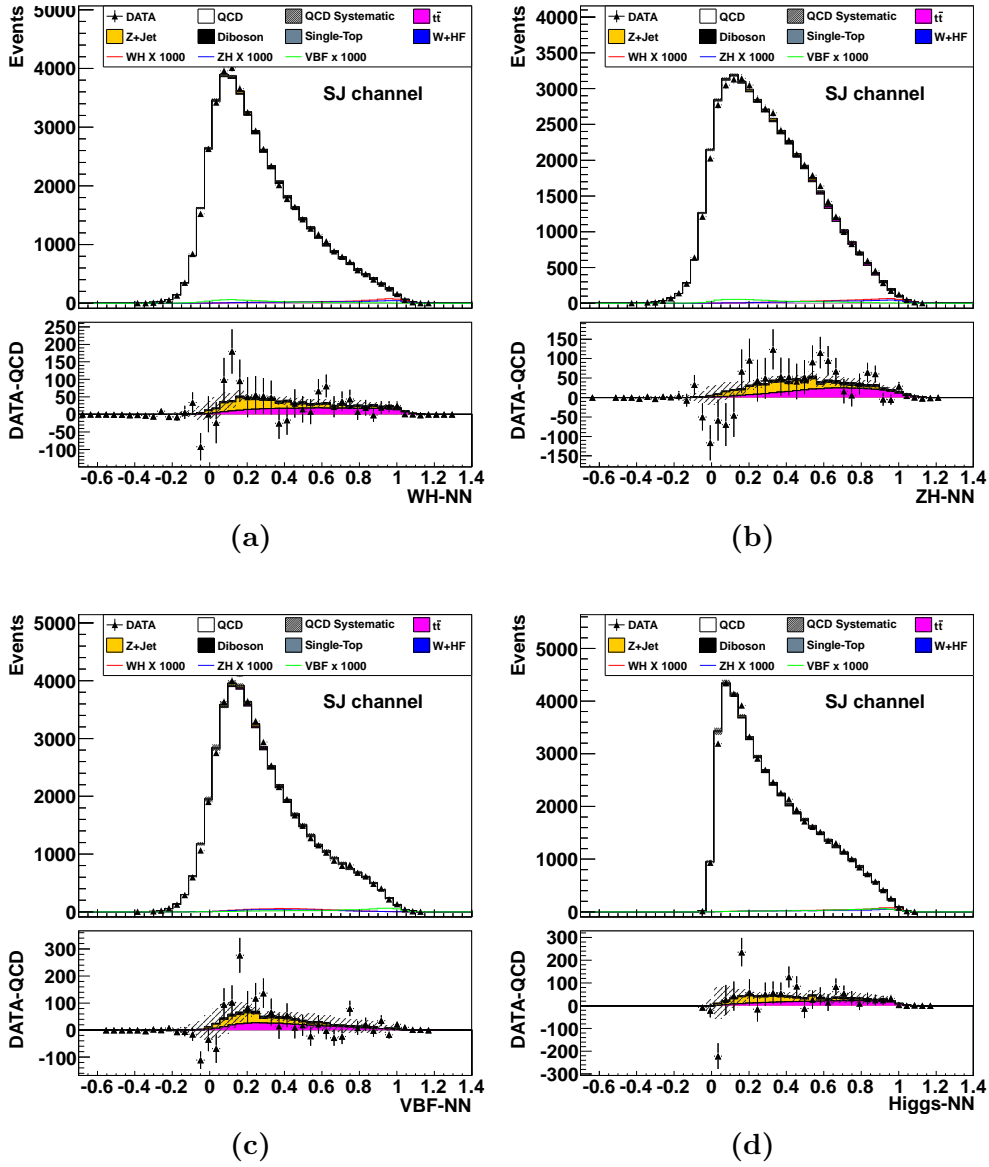 Events
5000
4000
3000
2000
1000
0
DATA QCD QCD Systematic tt̄
Z+Jet Diboson Single-Top W+HF
WH X 1000 ZH X 1000 VBF x 1000
SJ channel
DATA-QCD
250
200
150
100
50
0
-50
-100
-0.6 -0.4 -0.2 0 0.2 0.4 0.6 0.8 1 1.2 1.4
WH-NN
(a)
Events
4000
3500
3000
2500
2000
1500
1000
500
0
DATA QCD QCD Systematic tt̄
Z+Jet Diboson Single-Top W+HF
WH X 1000 ZH X 1000 VBF x 1000
SJ channel
DATA-QCD
150
100
50
0
-50
-100
-150
-0.6 -0.4 -0.2 0 0.2 0.4 0.6 0.8 1 1.2 1.4
ZH-NN
(b)
Events
5000
4000
3000
2000
1000
0
DATA QCD QCD Systematic tt̄
Z+Jet Diboson Single-Top W+HF
WH X 1000 ZH X 1000 VBF x 1000
SJ channel
DATA-QCD
300
200
100
0
-100
-0.6 -0.4 -0.2 0 0.2 0.4 0.6 0.8 1 1.2 1.4
VBF-NN
(c)
Events
5000
4000
3000
2000
1000
0
DATA QCD QCD Systematic tt̄
Z+Jet Diboson Single-Top W+HF
WH X 1000 ZH X 1000 VBF x 1000
SJ channel
DATA-QCD
300
200
100
0
-100
-200
-300
-0.6 -0.4 -0.2 0 0.2 0.4 0.6 0.8 1 1.2 1.4
Higgs-NN
(d)